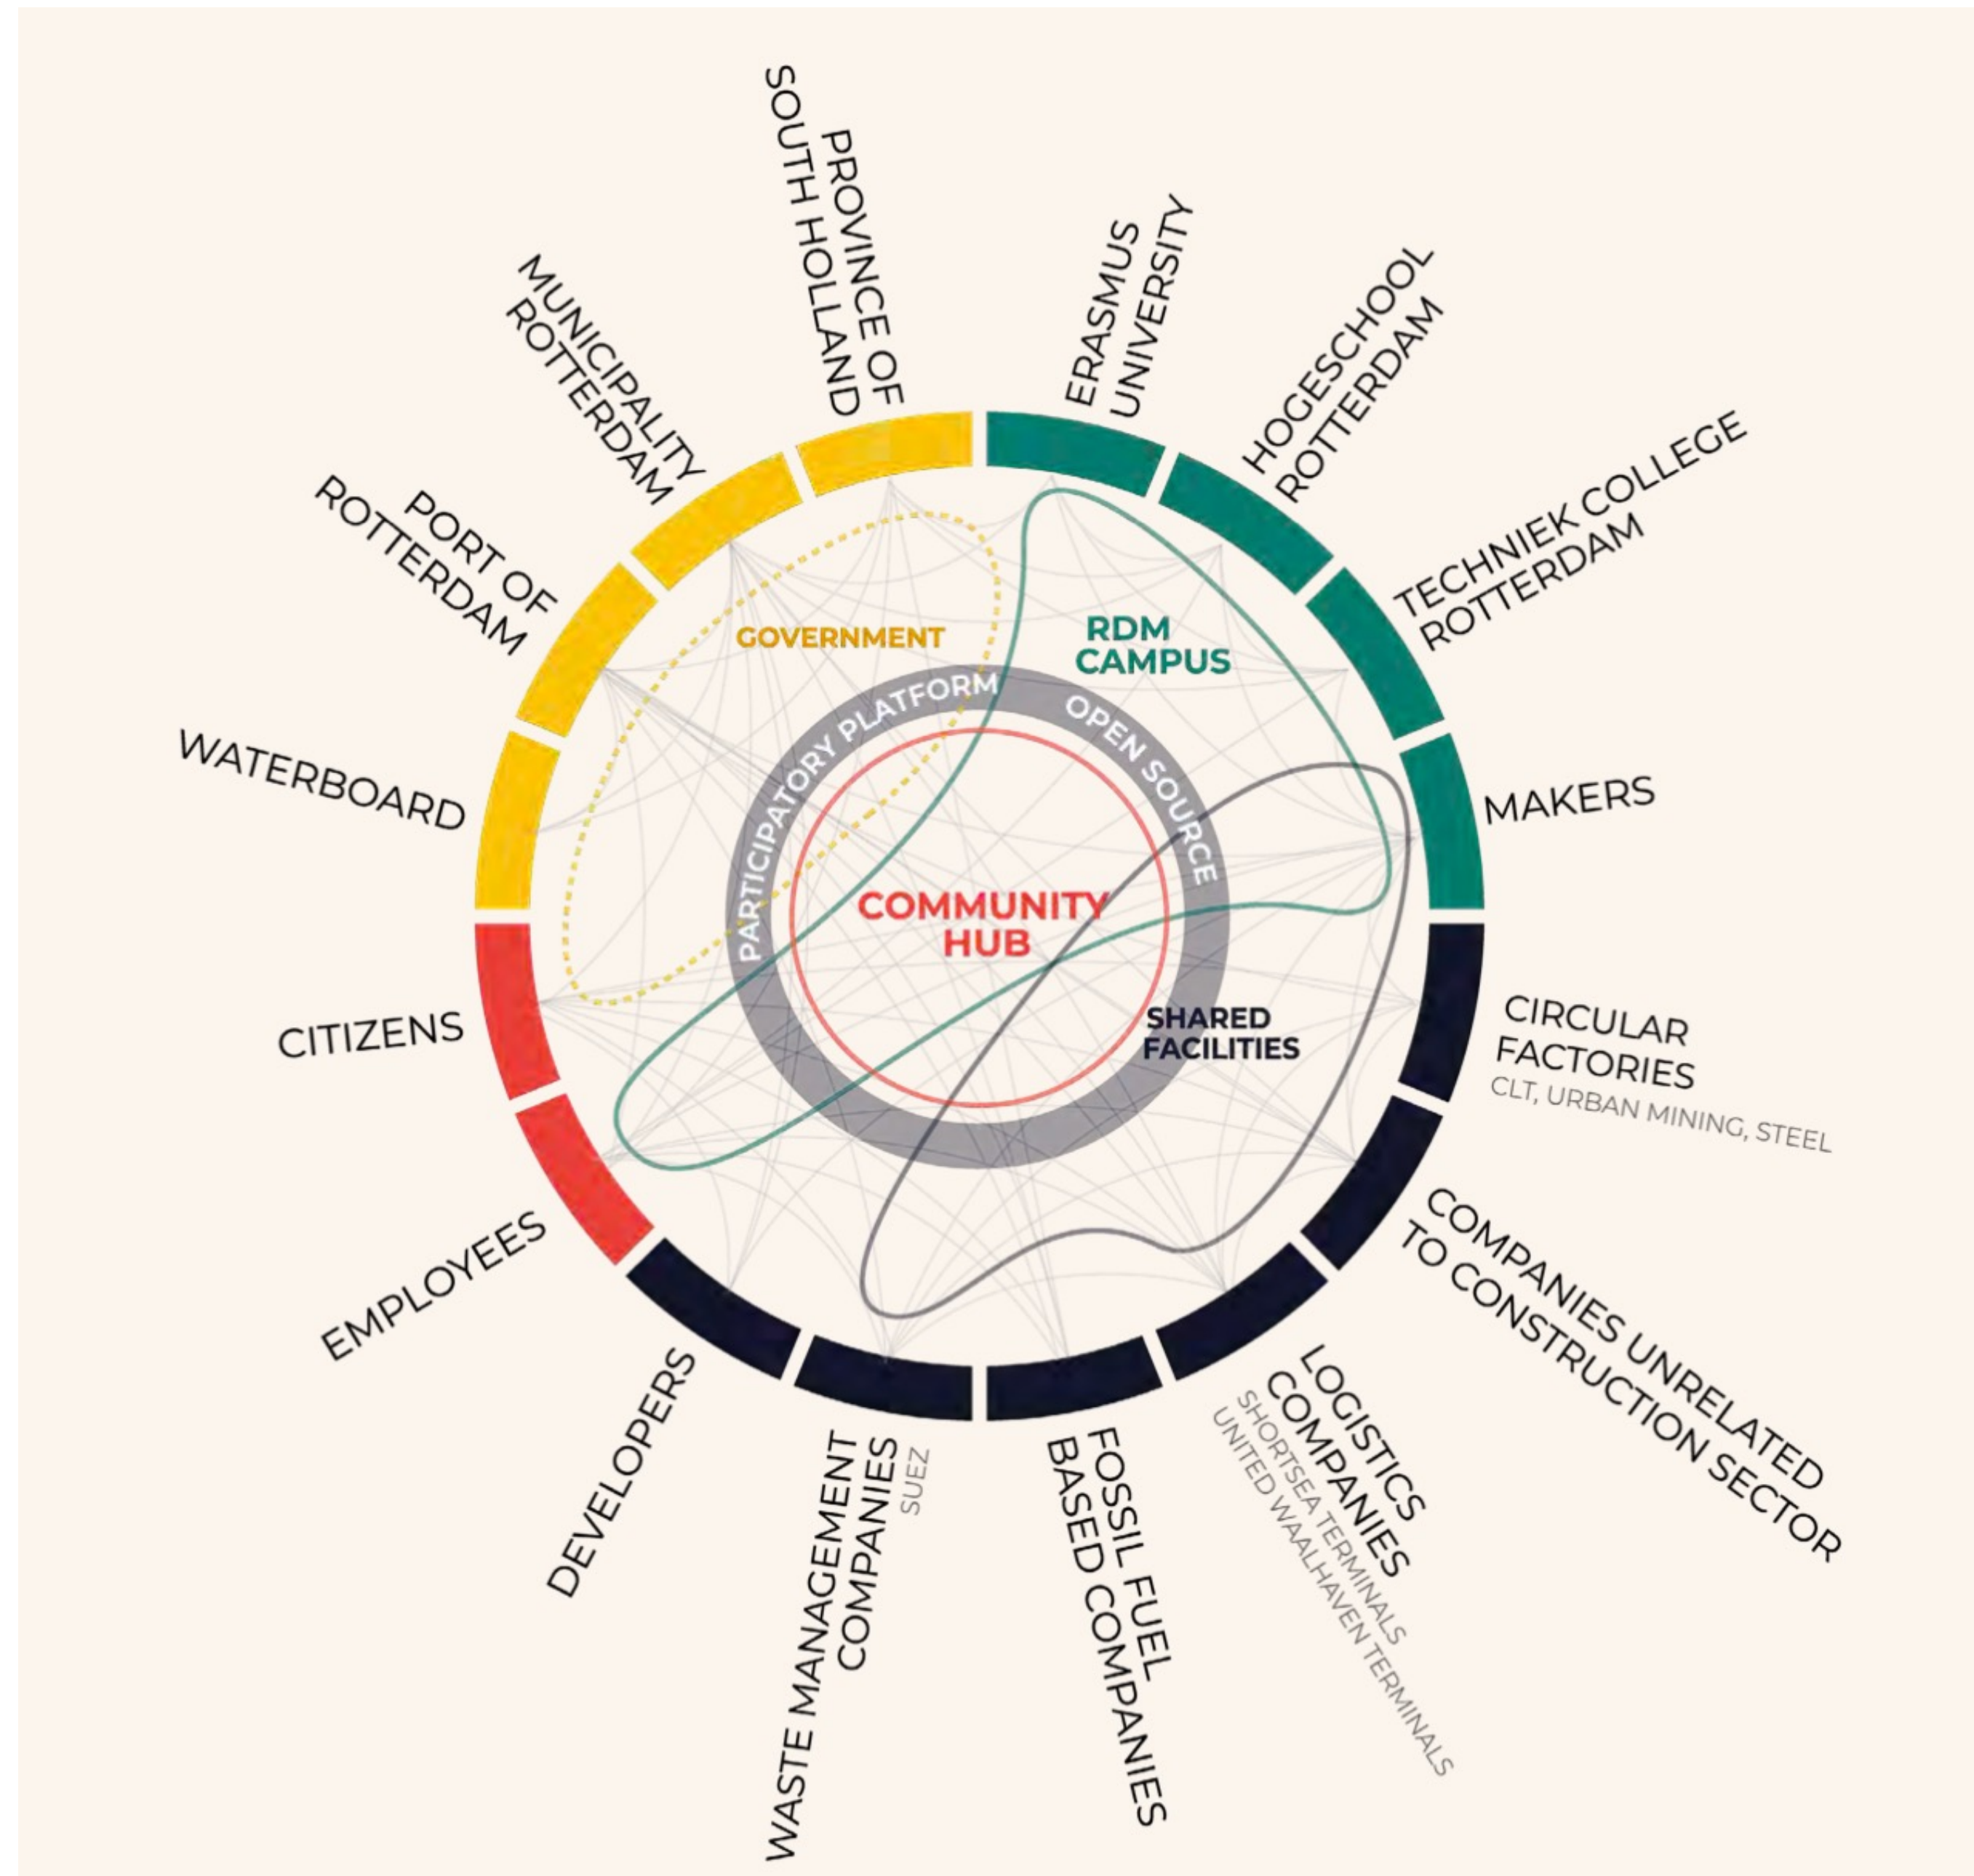 PROVINCE OF
SOUTH HOLLAND
ERASMUS
UNIVERSITY
HOGESCHOOL
ROTTERDAM
TECHNIEK COLLEGE
ROTTERDAM
MAKERS
CIRCULAR
FACTORIES
CLT, URBAN MINING, STEEL
COMPANIES UNRELATED
TO CONSTRUCTION SECTOR
LOGISTICS
COMPANIES
SHORTSEA TERMINALS
UNITED WAALHAVEN TERMINALS
FOSSIL FUEL
BASED COMPANIES
WASTE MANAGEMENT
COMPANIES
SUEZ
DEVELOPERS
EMPLOYEES
CITIZENS
WATERBOARD
PORT OF
ROTTERDAM
MUNICIPALITY
ROTTERDAM
GOVERNMENT
RDM
CAMPUS
PARTICIPATORY PLATFORM
OPEN SOURCE
COMMUNITY
HUB
SHARED
FACILITIES